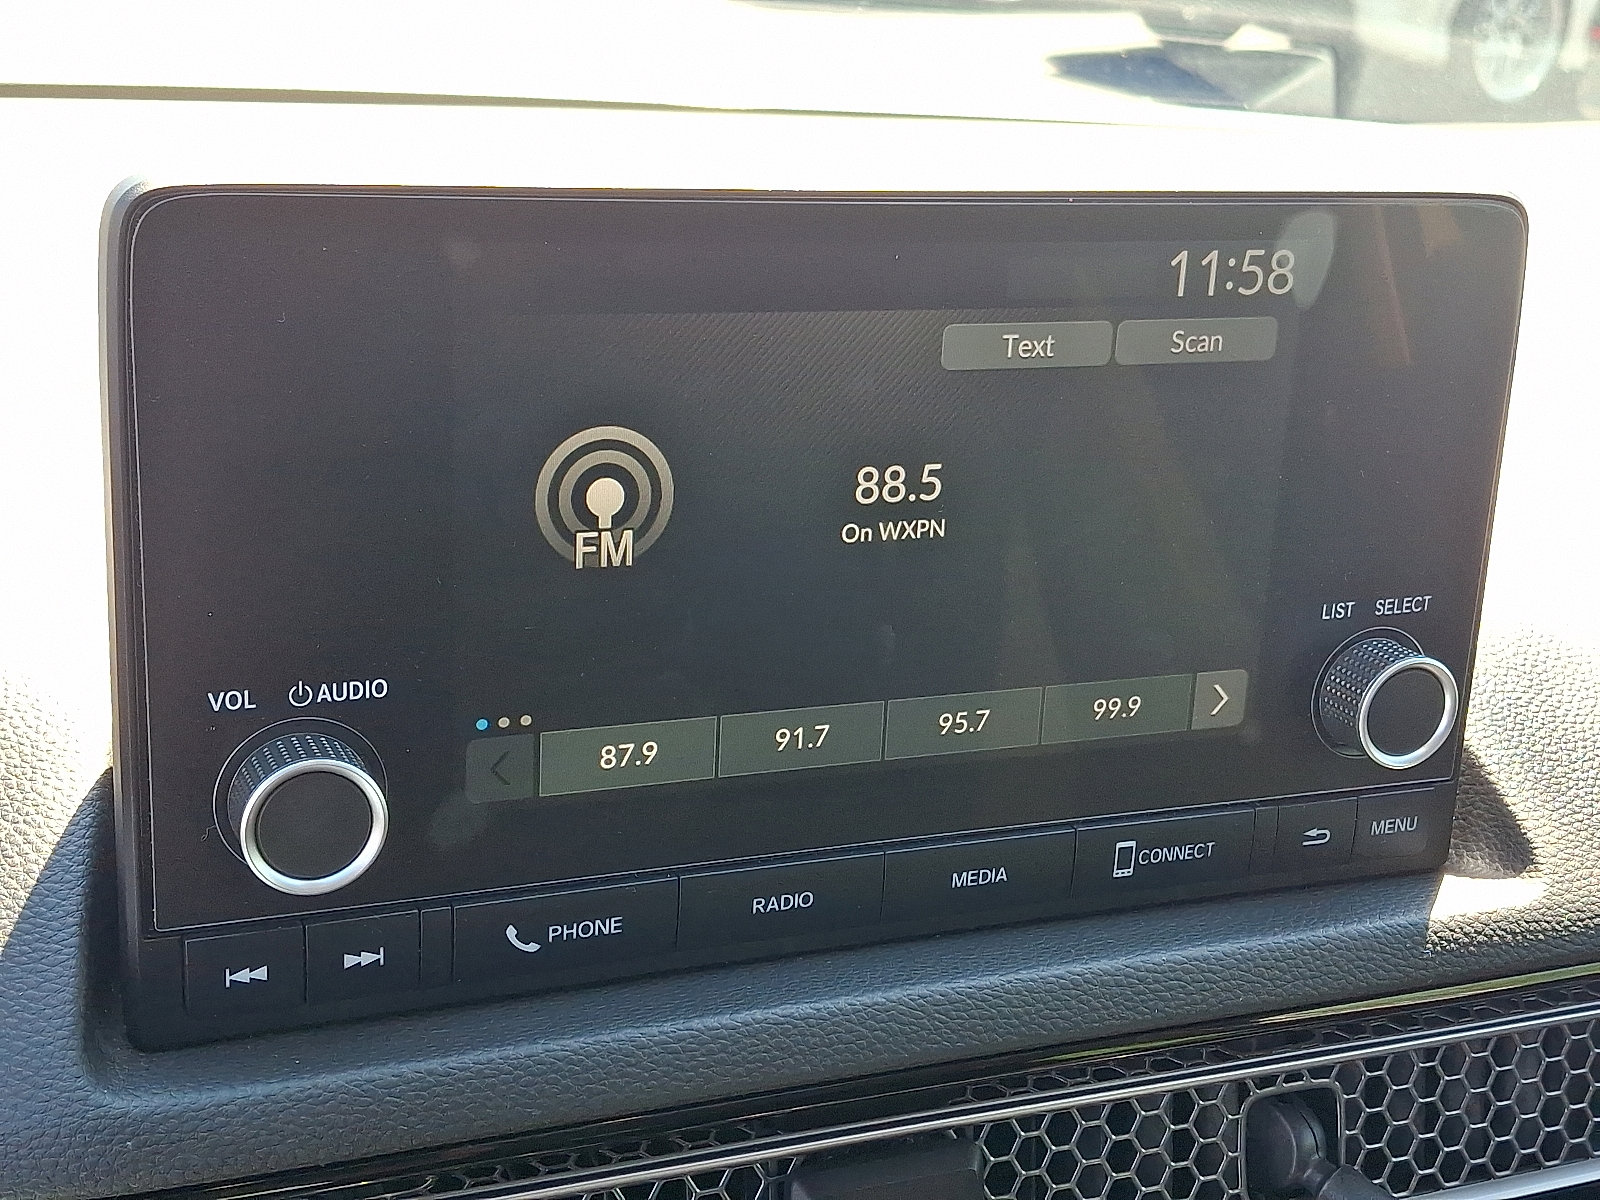 11:58
Text Scan
88.5
On WXPN
FM
LIST SELECT
VOL AUDIO
87.9 91.7 95.7 99.9
PHONE RADIO MEDIA CONNECT MENU